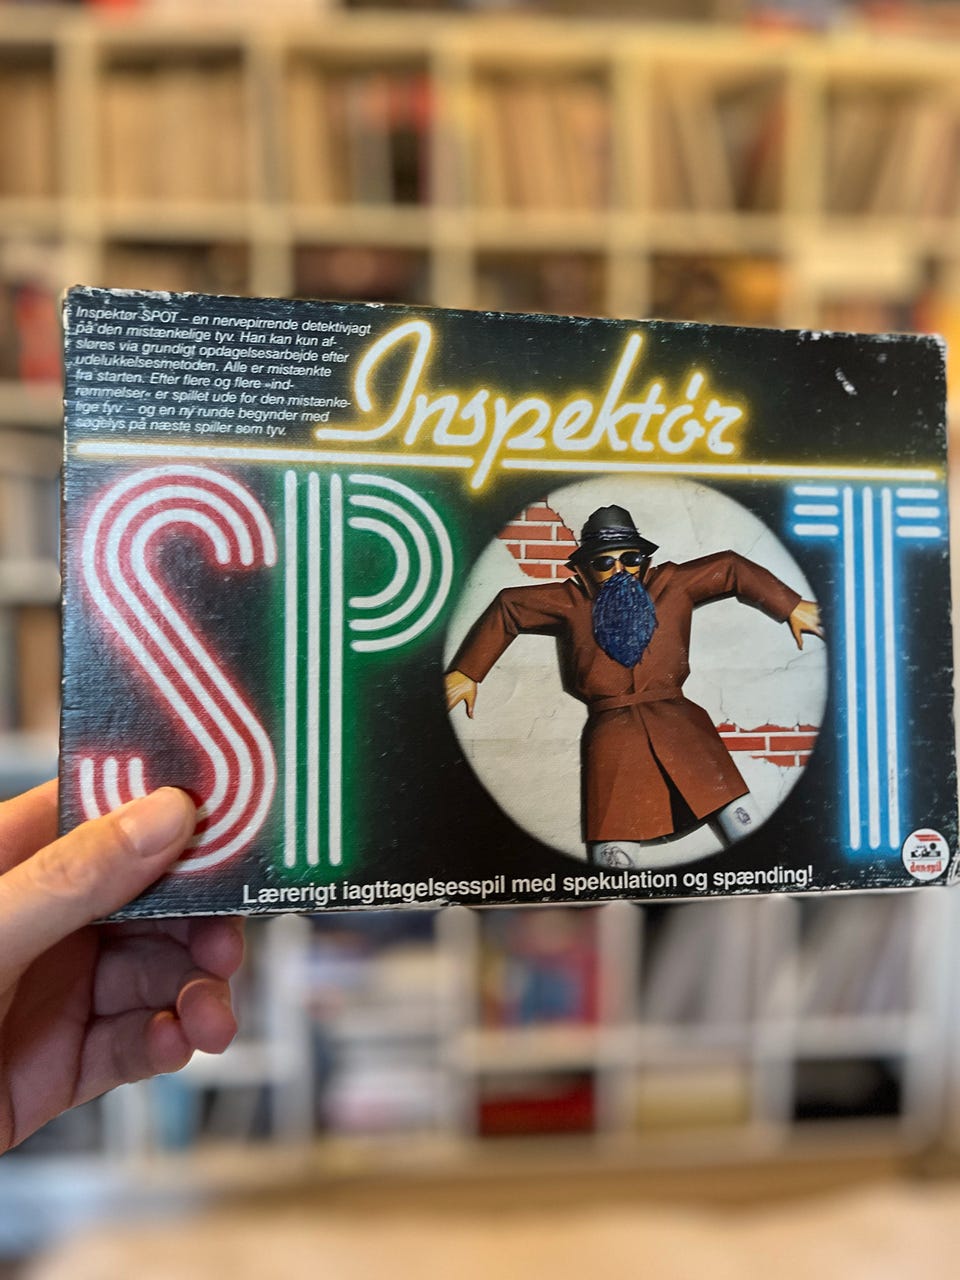 Inspektør SPOT – en nervepirrende detektivjagt
på den mistænkelige tyv. Han kan kun af-
sløres via grundigt opdagelsesarbejde efter
udelukkelsesmetoden. Alle er mistænkte
fra starten. Efter flere og flere »ind-
rømmelser« er spillet ude for den mistænke-
lige tyv – og en ny runde begynder med
søgelys på næste spiller som tyv.
Inspektør
SPOT
Lærerigt iagttagelsesspil med spekulation og spænding!
dan-spil